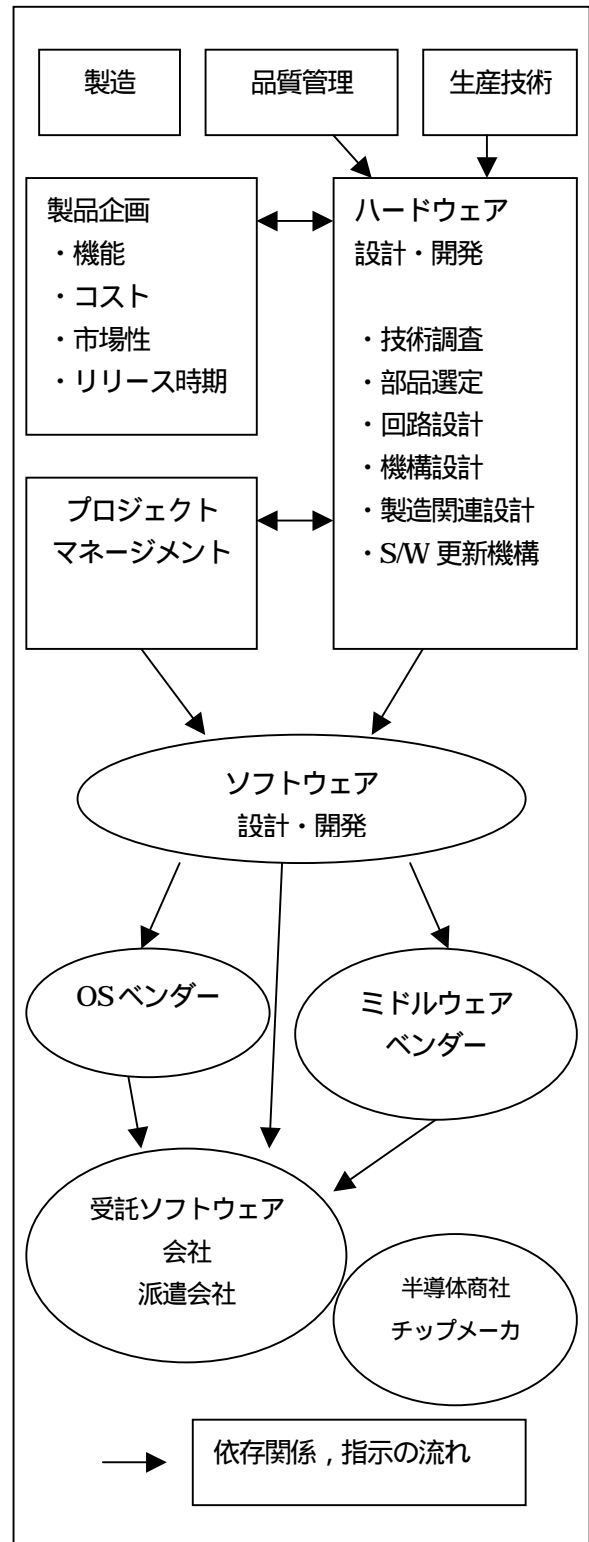 製造
品質管理
生産技術
製品企画
・機能
・コスト
・市場性
・リリース時期
ハードウェア
設計・開発
・技術調査
・部品選定
・回路設計
・機構設計
・製造関連設計
・S/W 更新機構
プロジェクト
マネージメント
ソフトウェア
設計・開発
OSベンダー
ミドルウェア
ベンダー
受託ソフトウェア
会社
派遣会社
半導体商社
チップメーカ
依存関係，指示の流れ